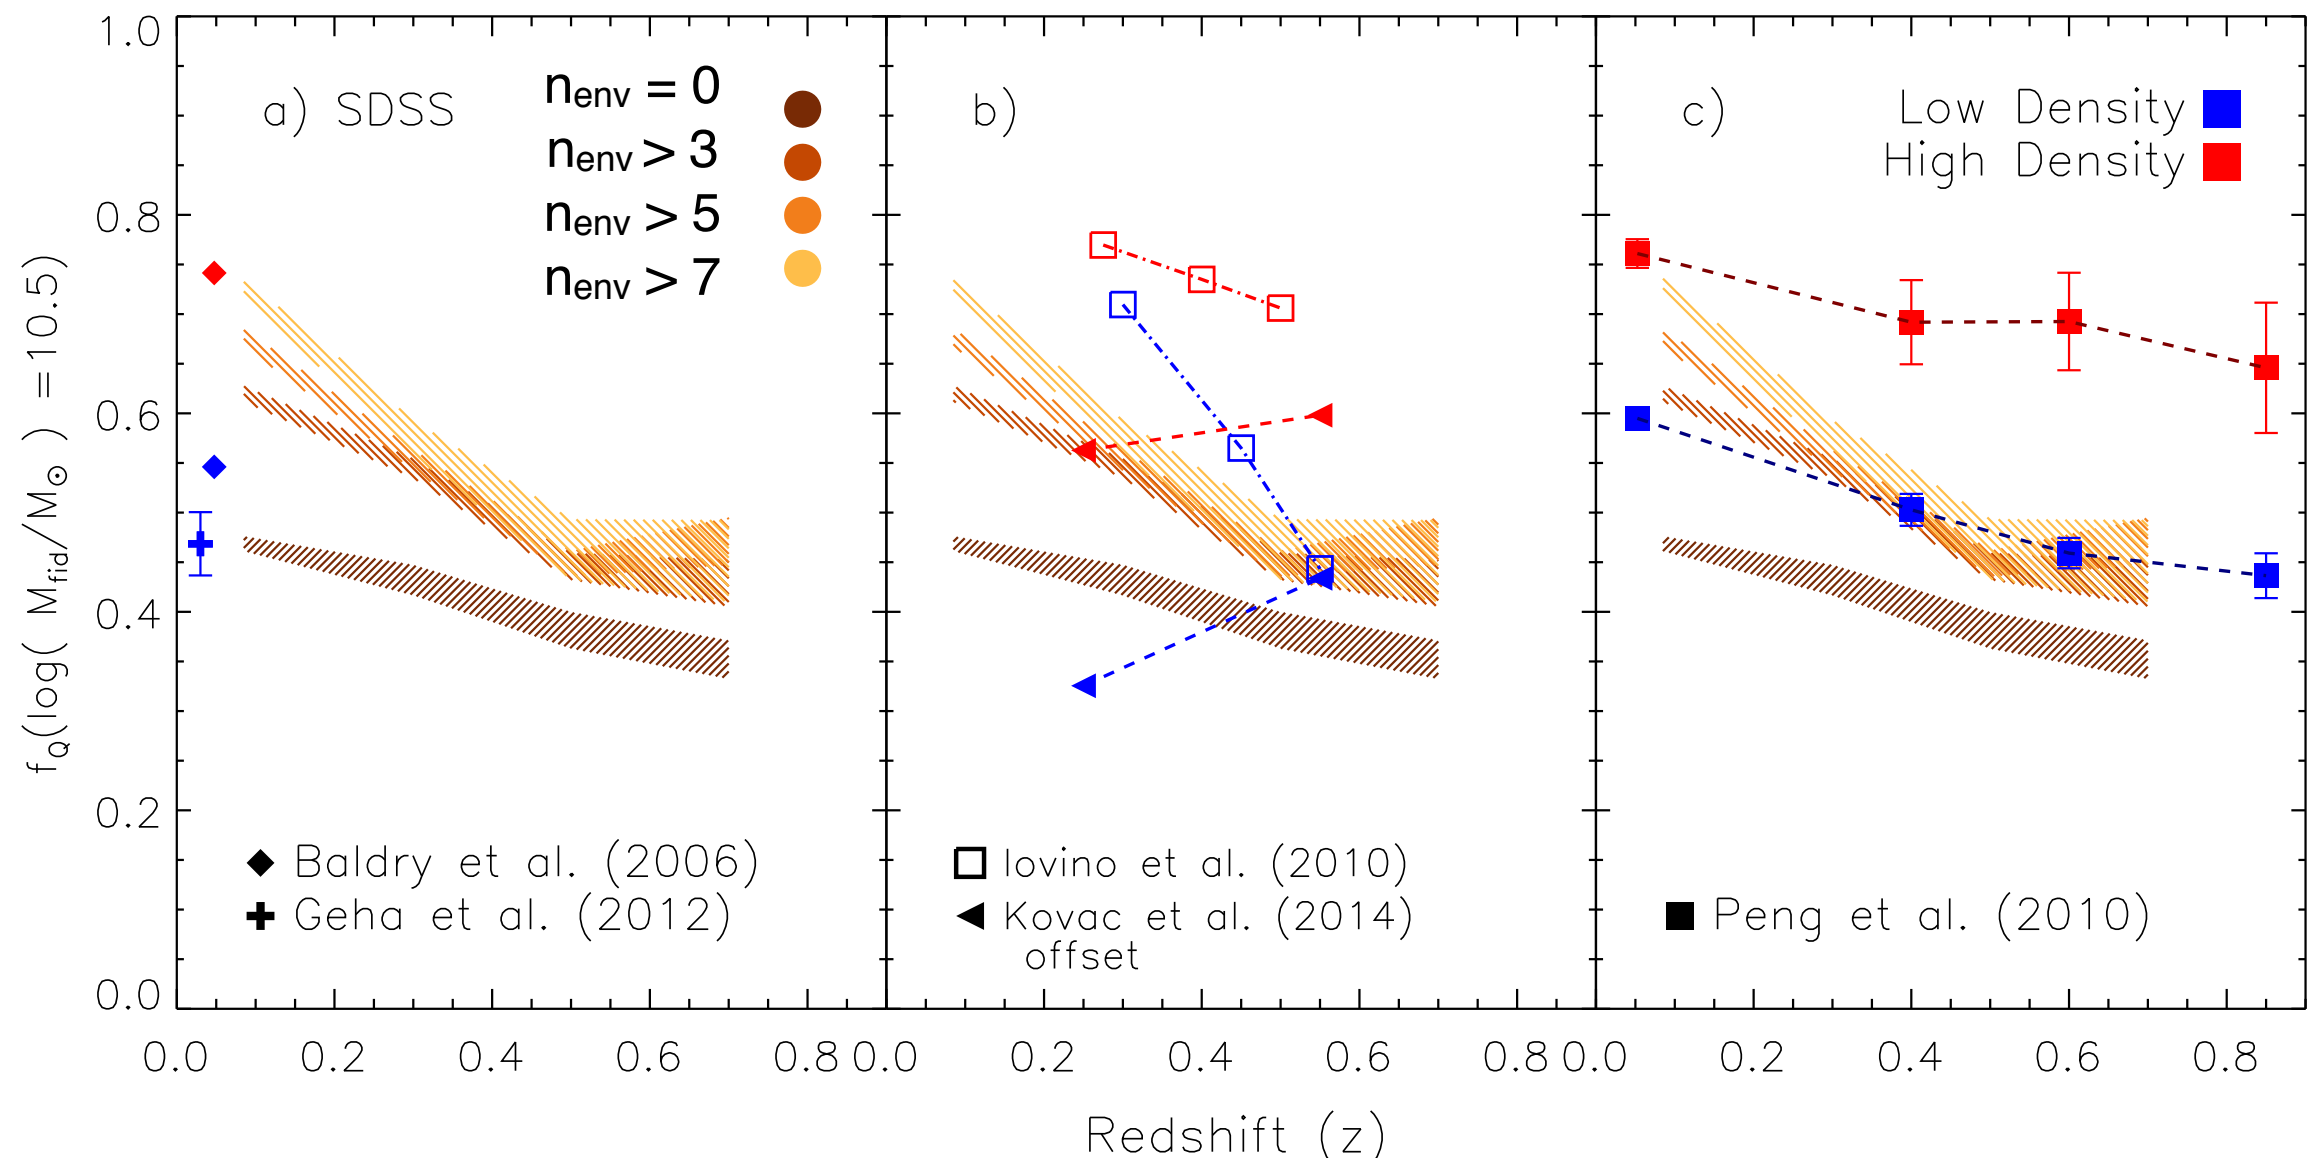 a) SDSS
n_env = 0
n_env > 3
n_env > 5
n_env > 7
b)
c)
Low Density
High Density
f_Q(log( M_fid/M_⊙ ) = 10.5)
1.0
0.8
0.6
0.4
0.2
0.0
Baldry et al. (2006)
Geha et al. (2012)
Iovino et al. (2010)
Kovac et al. (2014)
offset
Peng et al. (2010)
0.0 0.2 0.4 0.6 0.8 0.0 0.2 0.4 0.6 0.8 0.0 0.2 0.4 0.6 0.8
Redshift (z)